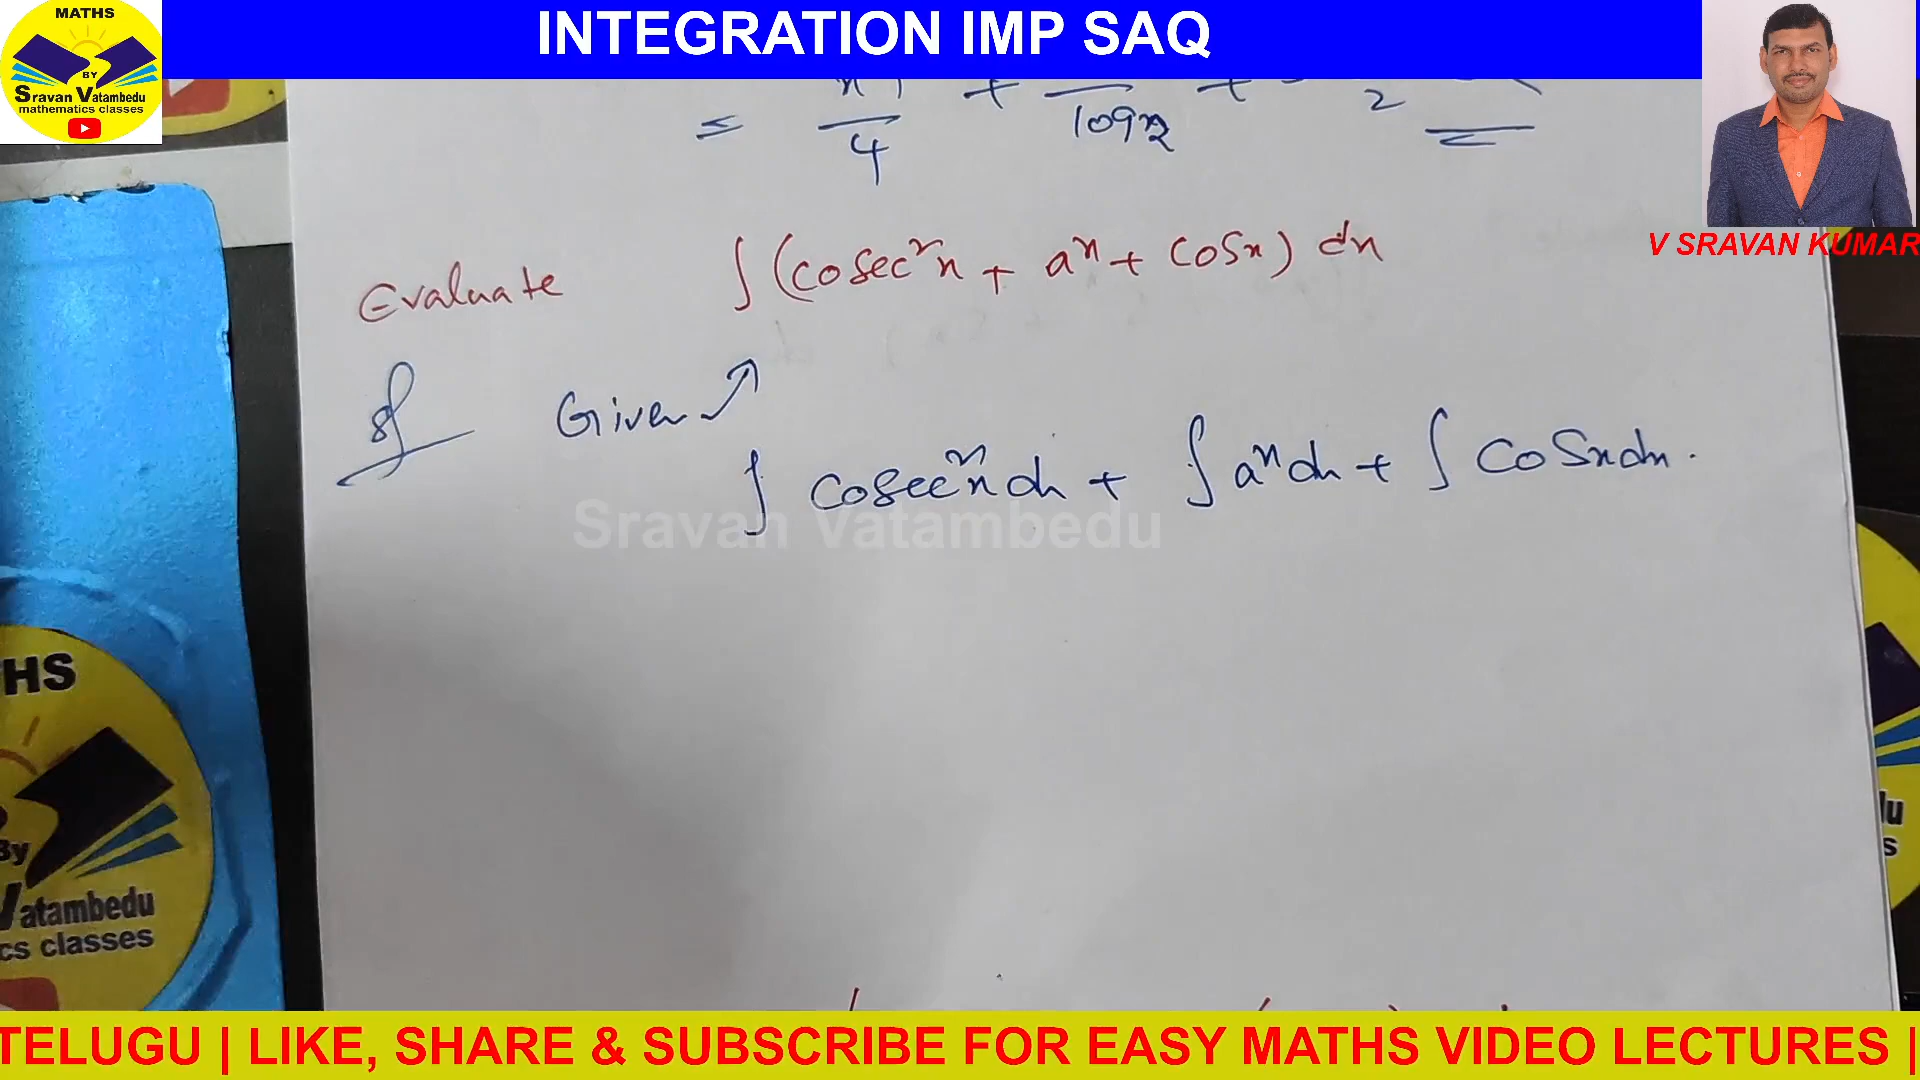 MATHS
BY
Sravan Vatambedu
mathematics classes
INTEGRATION IMP SAQ
V SRAVAN KUMAR
= 4 + log 2 + 2
Evaluate ∫ (cosec²x + aˣ + cosx) dx
Sol Given
∫ cosec²x dx + ∫ aˣ dx + ∫ cosx dx.
Sravan Vatambedu
HS
By
Vatambedu
cs classes
lu
s
TELUGU | LIKE, SHARE & SUBSCRIBE FOR EASY MATHS VIDEO LECTURES |